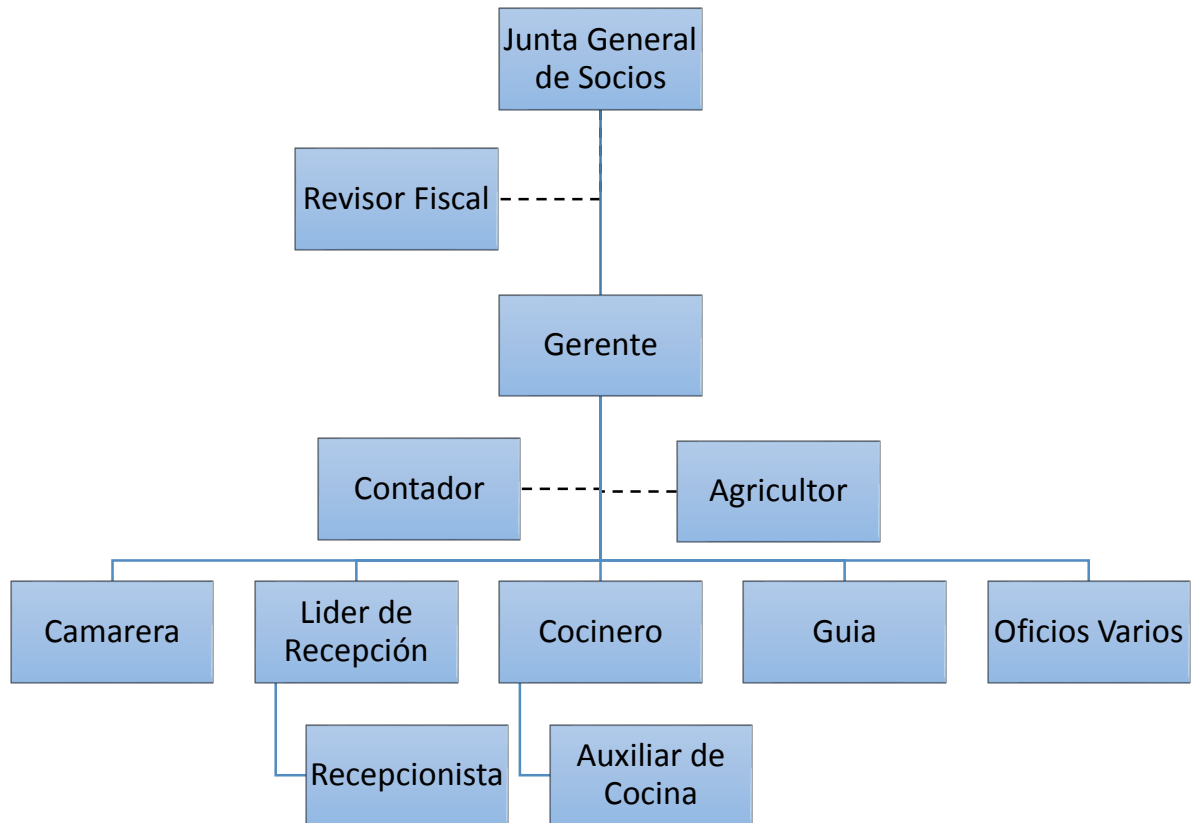 Junta General
de Socios
Revisor Fiscal
Gerente
Contador
Agricultor
Camarera
Lider de
Recepción
Cocinero
Guia
Oficios Varios
Recepcionista
Auxiliar de
Cocina